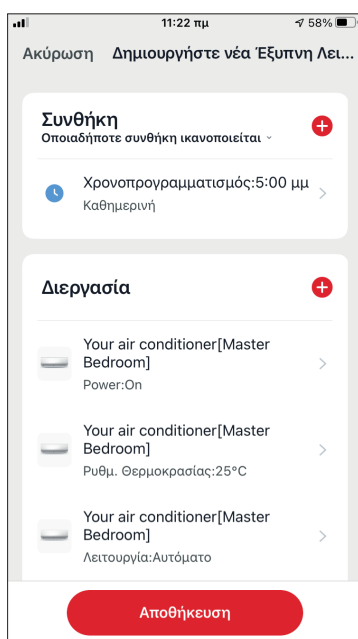 11:22 πμ
58%
Ακύρωση Δημιουργήστε νέα Έξυπνη Λει...
Συνθήκη
Οποιαδήποτε συνθήκη ικανοποιείται
Χρονοπρογραμματισμός:5:00 μμ
Καθημερινή
Διεργασία
Your air conditioner[Master
Bedroom]
Power:On
Your air conditioner[Master
Bedroom]
Ρυθμ. Θερμοκρασίας:25°C
Your air conditioner[Master
Bedroom]
Λειτουργία:Αυτόματο
Αποθήκευση